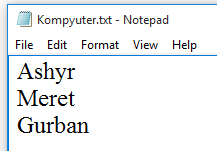 Kompyuter.txt - Notepad
File Edit Format View Help
Ashyr
Meret
Gurban